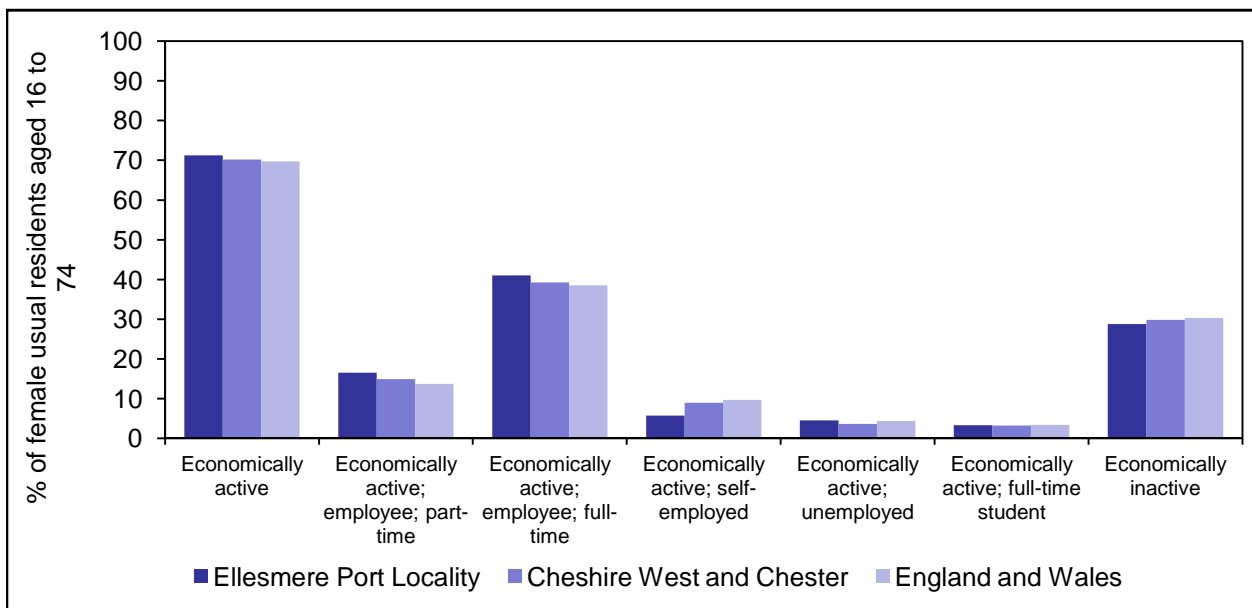 % of female usual residents aged 16 to
74
100
90
80
70
60
50
40
30
20
10
0
Economically
active
Economically
active;
employee; part-
time
Economically
active;
employee; full-
time
Economically
active; self-
employed
Economically
active;
unemployed
Economically
active; full-time
student
Economically
inactive
Ellesmere Port Locality
Cheshire West and Chester
England and Wales